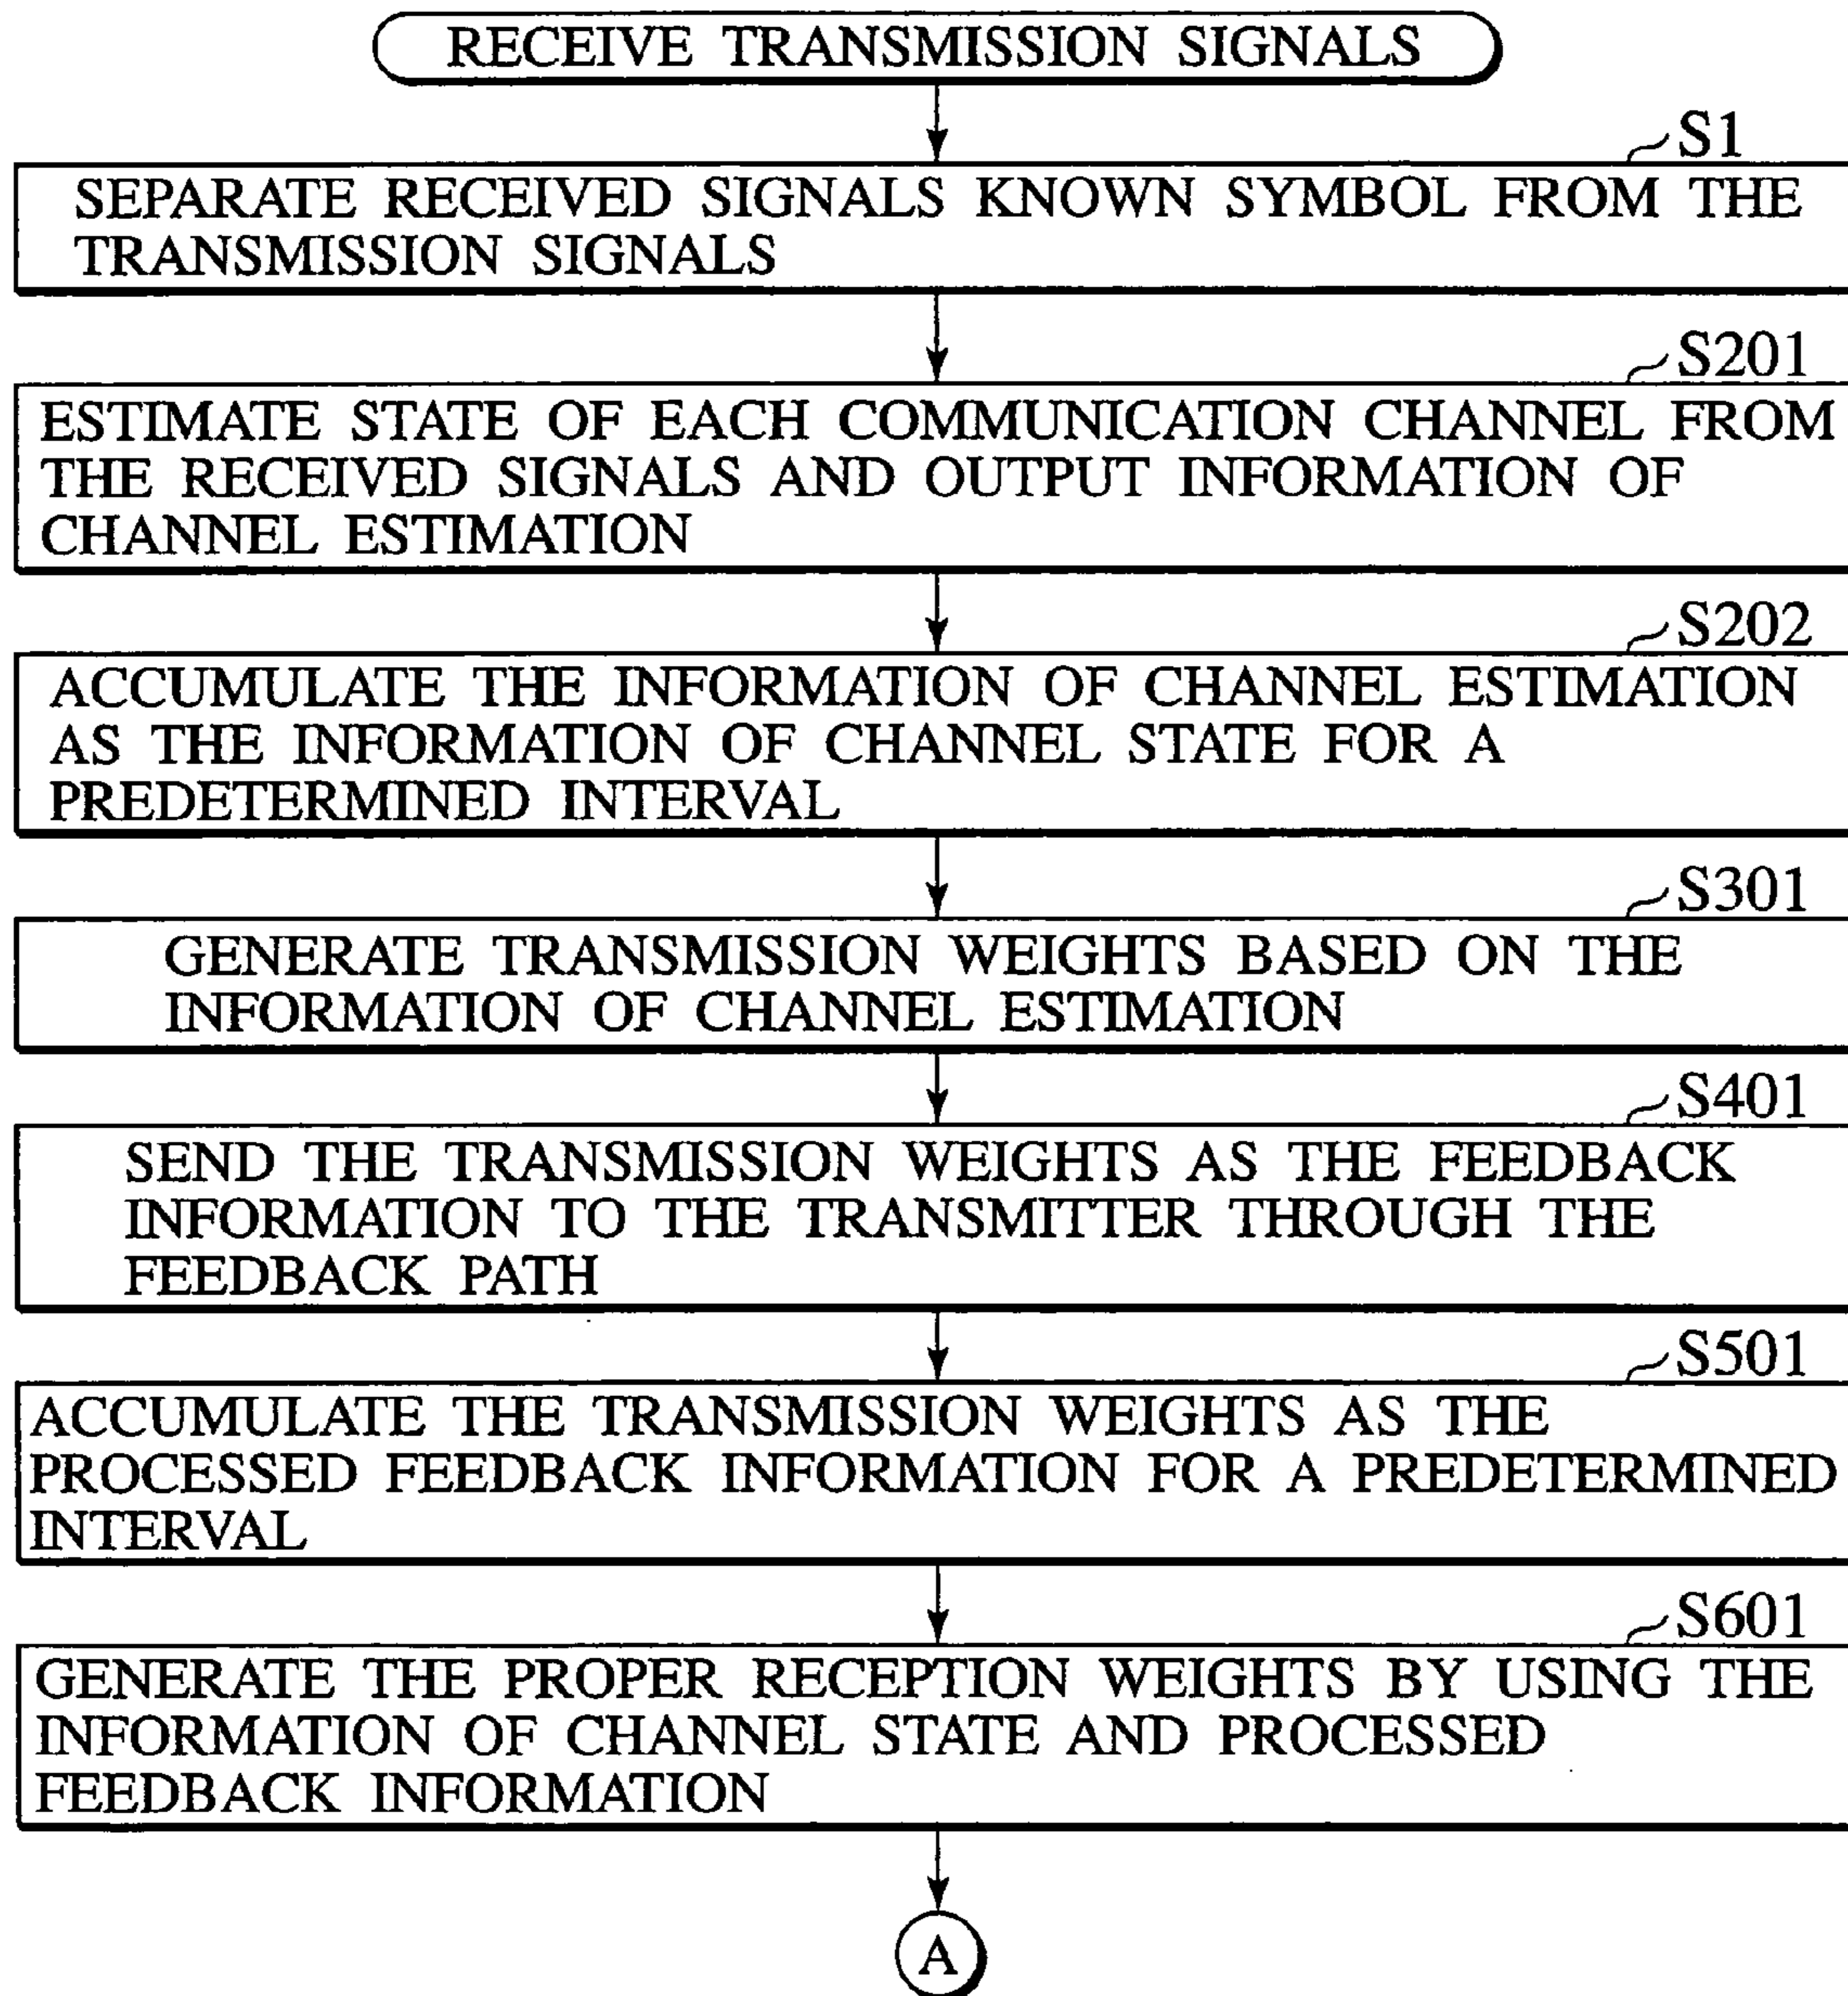 RECEIVE TRANSMISSION SIGNALS
S1
SEPARATE RECEIVED SIGNALS KNOWN SYMBOL FROM THE
TRANSMISSION SIGNALS
S201
ESTIMATE STATE OF EACH COMMUNICATION CHANNEL FROM
THE RECEIVED SIGNALS AND OUTPUT INFORMATION OF
CHANNEL ESTIMATION
S202
ACCUMULATE THE INFORMATION OF CHANNEL ESTIMATION
AS THE INFORMATION OF CHANNEL STATE FOR A
PREDETERMINED INTERVAL
S301
GENERATE TRANSMISSION WEIGHTS BASED ON THE
INFORMATION OF CHANNEL ESTIMATION
S401
SEND THE TRANSMISSION WEIGHTS AS THE FEEDBACK
INFORMATION TO THE TRANSMITTER THROUGH THE
FEEDBACK PATH
S501
ACCUMULATE THE TRANSMISSION WEIGHTS AS THE
PROCESSED FEEDBACK INFORMATION FOR A PREDETERMINED
INTERVAL
S601
GENERATE THE PROPER RECEPTION WEIGHTS BY USING THE
INFORMATION OF CHANNEL STATE AND PROCESSED
FEEDBACK INFORMATION
A